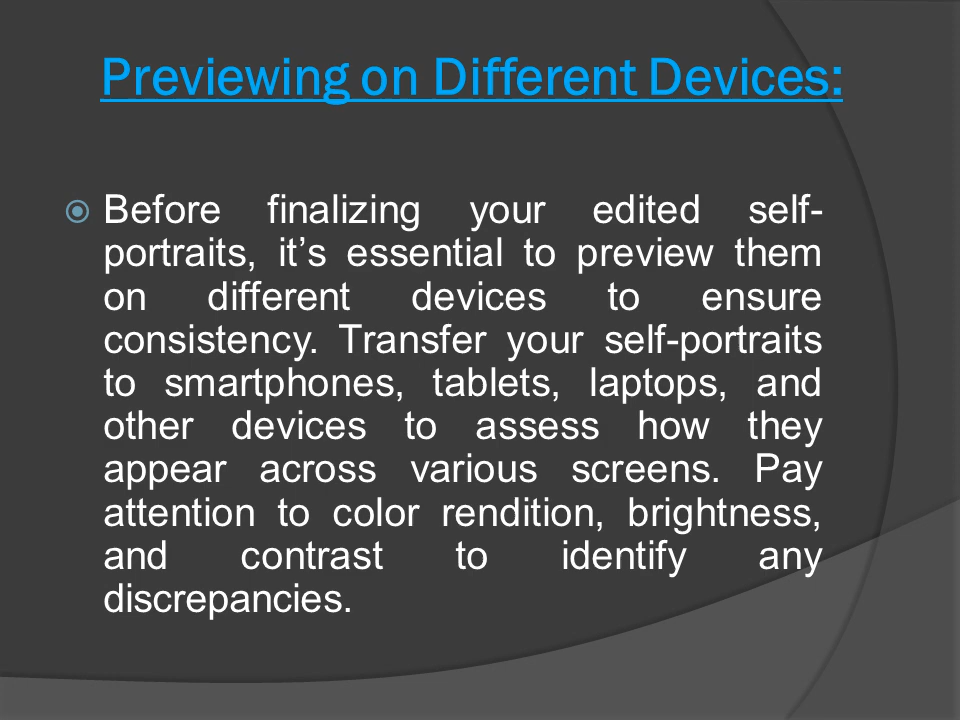 Previewing on Different Devices:
Before finalizing your edited self-
portraits, it’s essential to preview them
on different devices to ensure
consistency. Transfer your self-portraits
to smartphones, tablets, laptops, and
other devices to assess how they
appear across various screens. Pay
attention to color rendition, brightness,
and contrast to identify any
discrepancies.